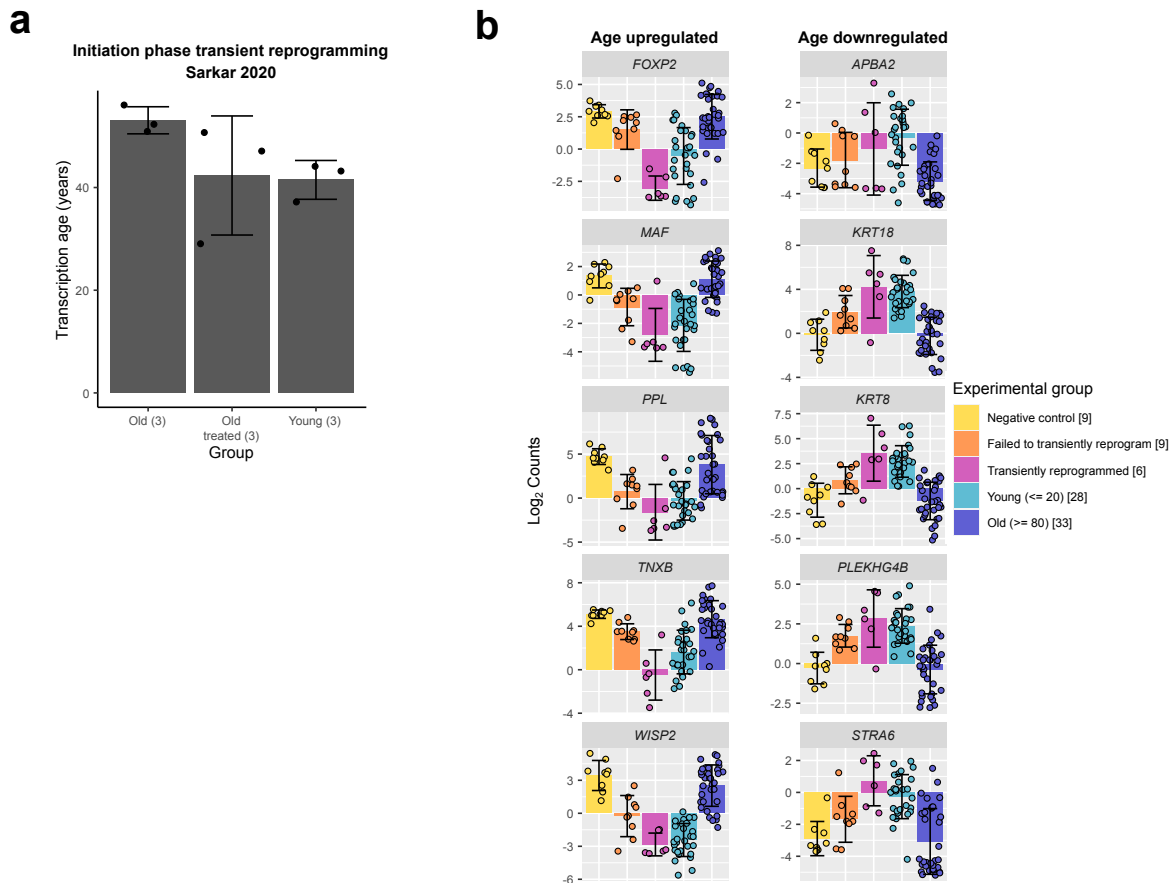 a
Initiation phase transient reprogramming
Sarkar 2020
Transcription age (years)
40
20
0
Old (3)
Old
treated (3)
Young (3)
Group
b
Age upregulated
Age downregulated
FOXP2
5.0
2.5
0.0
-2.5
APBA2
2
0
-2
-4
MAF
2
0
-2
-4
KRT18
8
4
0
-4
PPL
5
0
-5
KRT8
7.5
5.0
2.5
0.0
-2.5
-5.0
TNXB
8
4
0
-4
PLEKHG4B
5.0
2.5
0.0
-2.5
WISP2
3
0
-3
-6
STRA6
2
0
-2
-4
Log2 Counts
Experimental group
Negative control [9]
Failed to transiently reprogram [9]
Transiently reprogrammed [6]
Young (<= 20) [28]
Old (>= 80) [33]